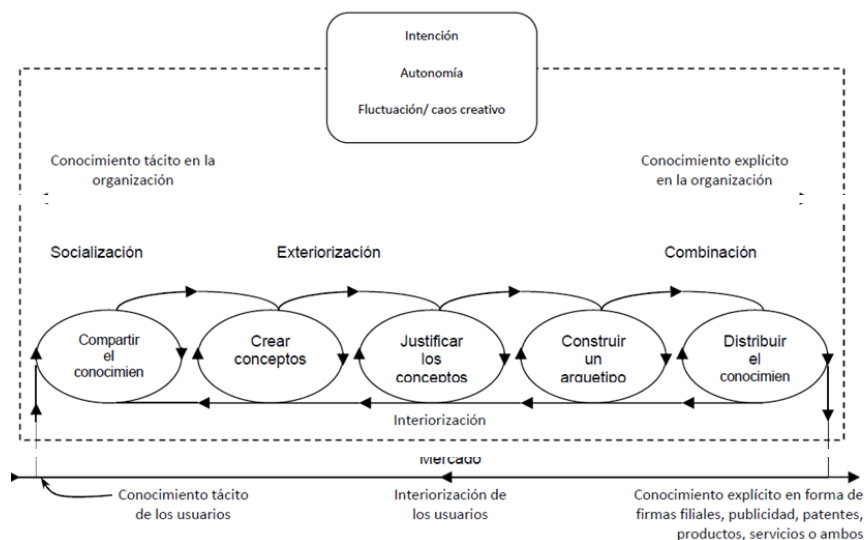 Intención
Autonomía
Fluctuación/ caos creativo
Conocimiento tácito en la
organización
Conocimiento explícito
en la organización
Socialización
Exteriorización
Combinación
Compartir
el
conocimien
Crear
conceptos
Justificar
los
conceptos
Construir
un
arquetipo
Distribuir
el
conocimien
Interiorización
Mercado
Conocimiento tácito
de los usuarios
Interiorización de
los usuarios
Conocimiento explícito en forma de
firmas filiales, publicidad, patentes,
productos, servicios o ambos